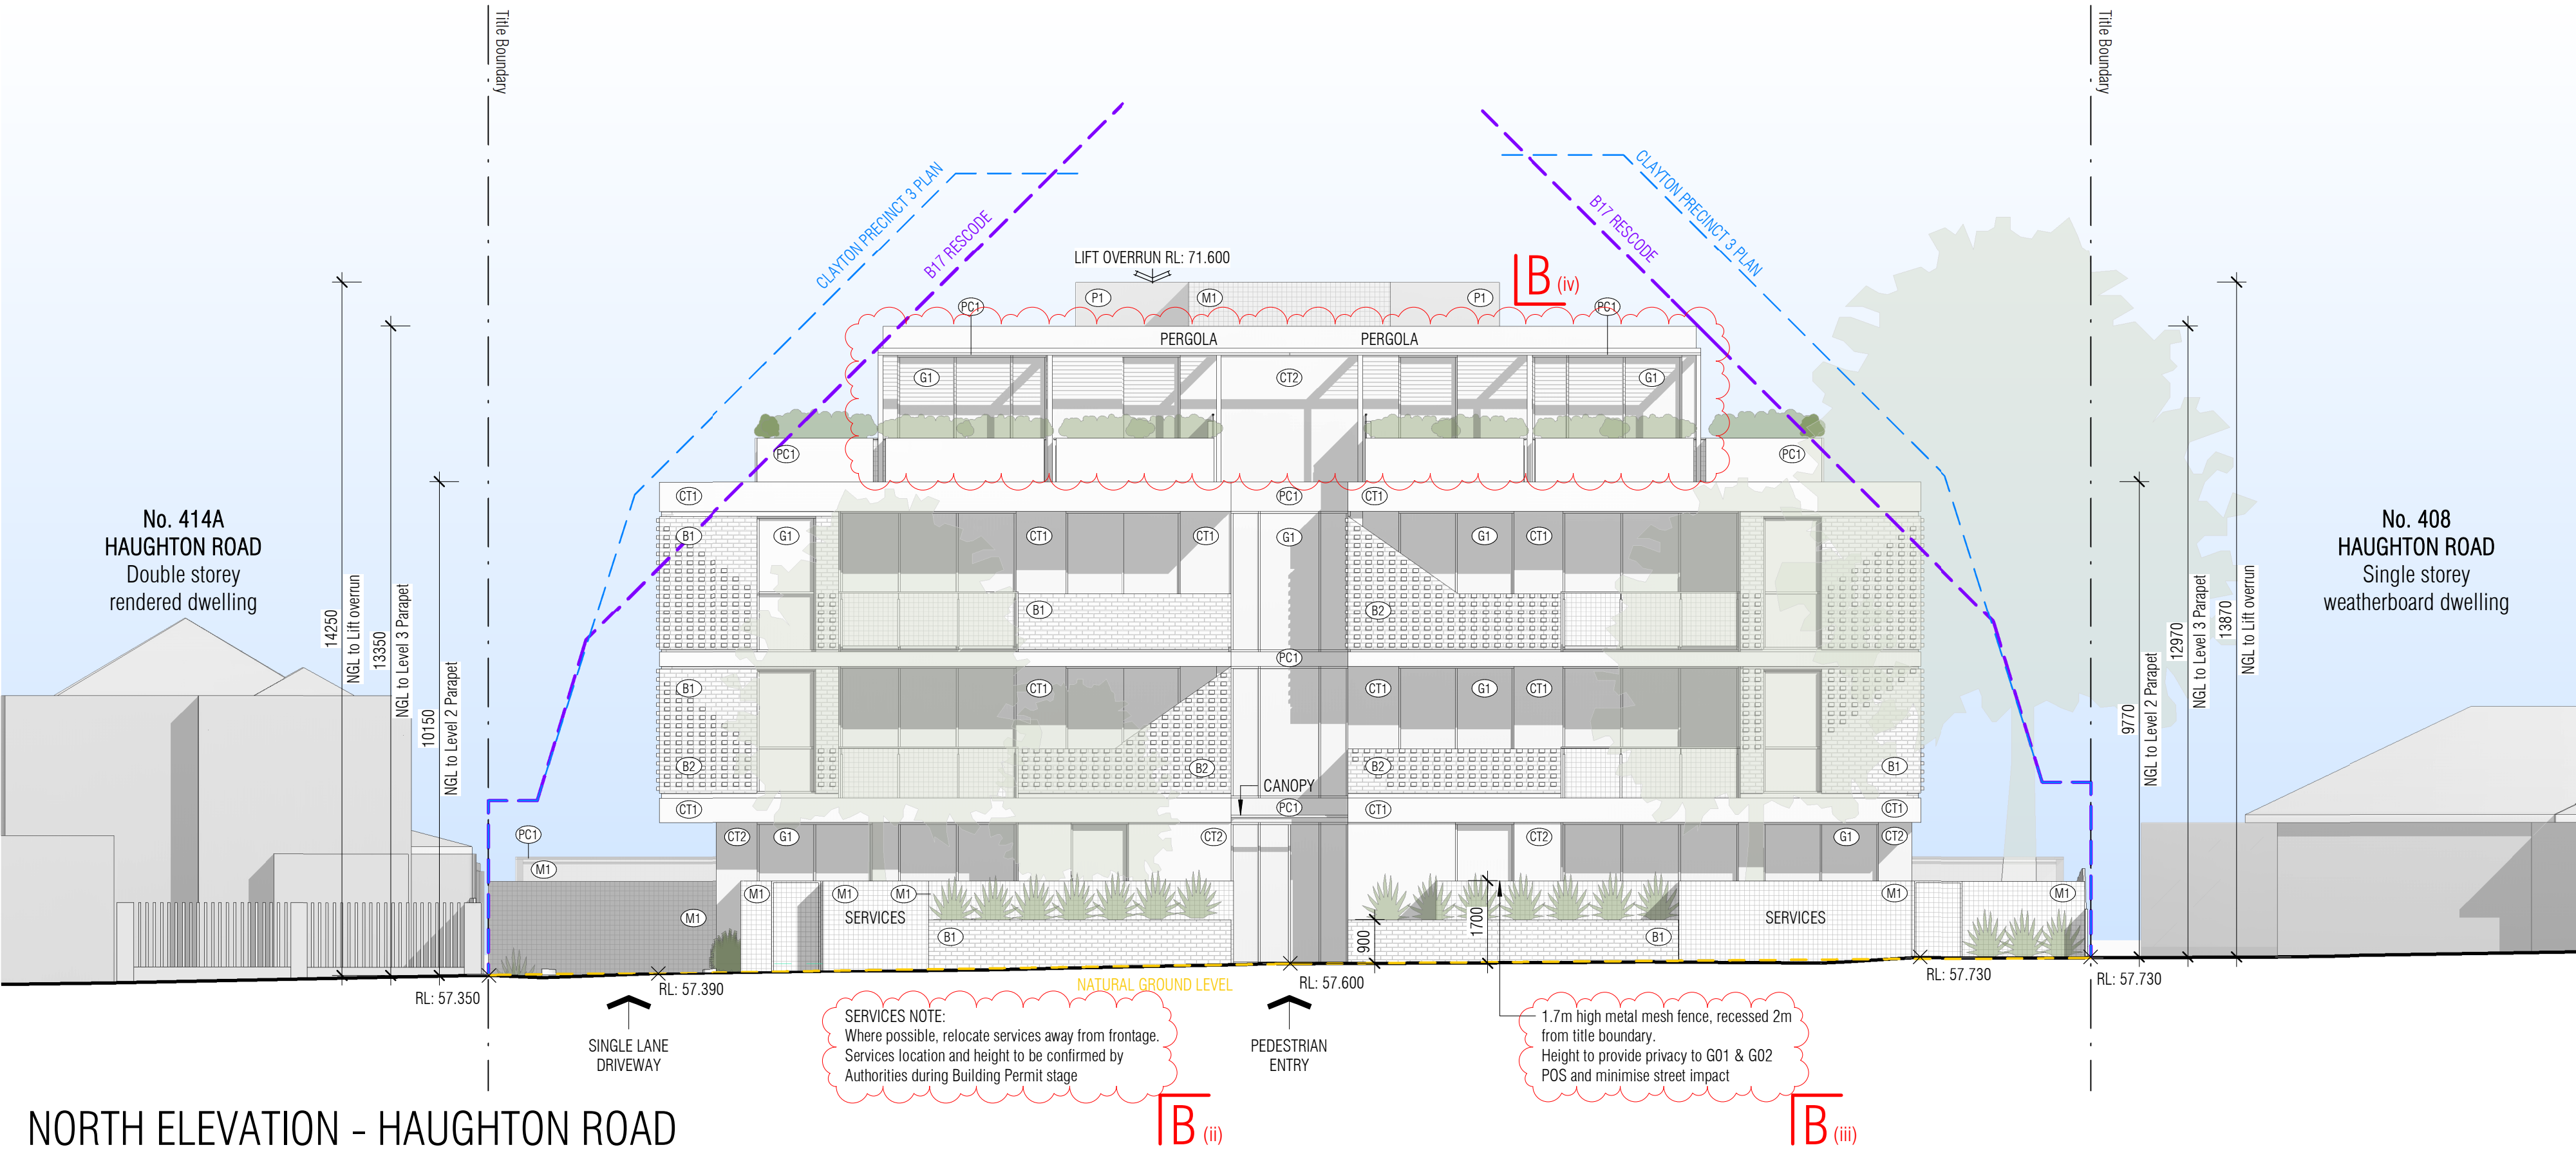 Title Boundary
Title Boundary
CLAYTON PRECINCT 3 PLAN
B17 RESCODE
B17 RESCODE
CLAYTON PRECINCT 3 PLAN
LIFT OVERRUN RL: 71.600
B (iv)
P1
M1
P1
PC1
PC1
PERGOLA
PERGOLA
G1
CT2
G1
PC1
PC1
CT1
PC1
CT1
B1
G1
CT1
CT1
G1
G1
CT1
B1
B2
PC1
B1
CT1
CT1
G1
CT1
B2
B2
B2
B1
CANOPY
CT1
PC1
CT1
CT1
PC1
CT2
G1
CT2
CT2
G1
CT2
M1
M1
M1
M1
M1
M1
M1
SERVICES
SERVICES
B1
B1
900
1700
No. 414A
HAUGHTON ROAD
Double storey
rendered dwelling
14250
NGL to Lift overrun
13350
NGL to Level 3 Parapet
10150
NGL to Level 2 Parapet
No. 408
HAUGHTON ROAD
Single storey
weatherboard dwelling
9770
NGL to Level 2 Parapet
12970
NGL to Level 3 Parapet
13870
NGL to Lift overrun
RL: 57.350
RL: 57.390
NATURAL GROUND LEVEL
RL: 57.600
RL: 57.730
RL: 57.730
SINGLE LANE
DRIVEWAY
SERVICES NOTE:
Where possible, relocate services away from frontage.
Services location and height to be confirmed by
Authorities during Building Permit stage
B (ii)
PEDESTRIAN
ENTRY
1.7m high metal mesh fence, recessed 2m
from title boundary.
Height to provide privacy to G01 & G02
POS and minimise street impact
B (iii)
NORTH ELEVATION - HAUGHTON ROAD